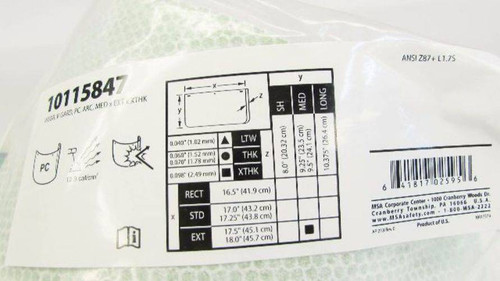 10115847
MSA, V-GARD, PC-ARC, MED x EXT, EXTHK
ANSI Z87+ L1.75
PC
12.0 cal/cm²
x
y
z
y
SH
MED
LONG
8.0" (20.32 cm)
9.25" (23.5 cm)
9.5" (24.1 cm)
10.375" (26.4 cm)
0.040" (1.02 mm) ▲ LTW
0.060" (1.52 mm)
0.070" (1.78 mm) ● THK
z
0.098" (2.49 mm) ■ XTHK
RECT 16.5" (41.9 cm)
x
STD 17.0" (43.2 cm)
17.25" (43.8 cm)
EXT 17.5" (45.1 cm)
18.0" (45.7 cm)
■
i
6 41817 02595 6
MSA Corporate Center • 1000 Cranberry Woods Dr.
Cranberry Township, PA 16066 U.S.A.
www.MSAsafety.com • 1-800-MSA-2222
Product of U.S.